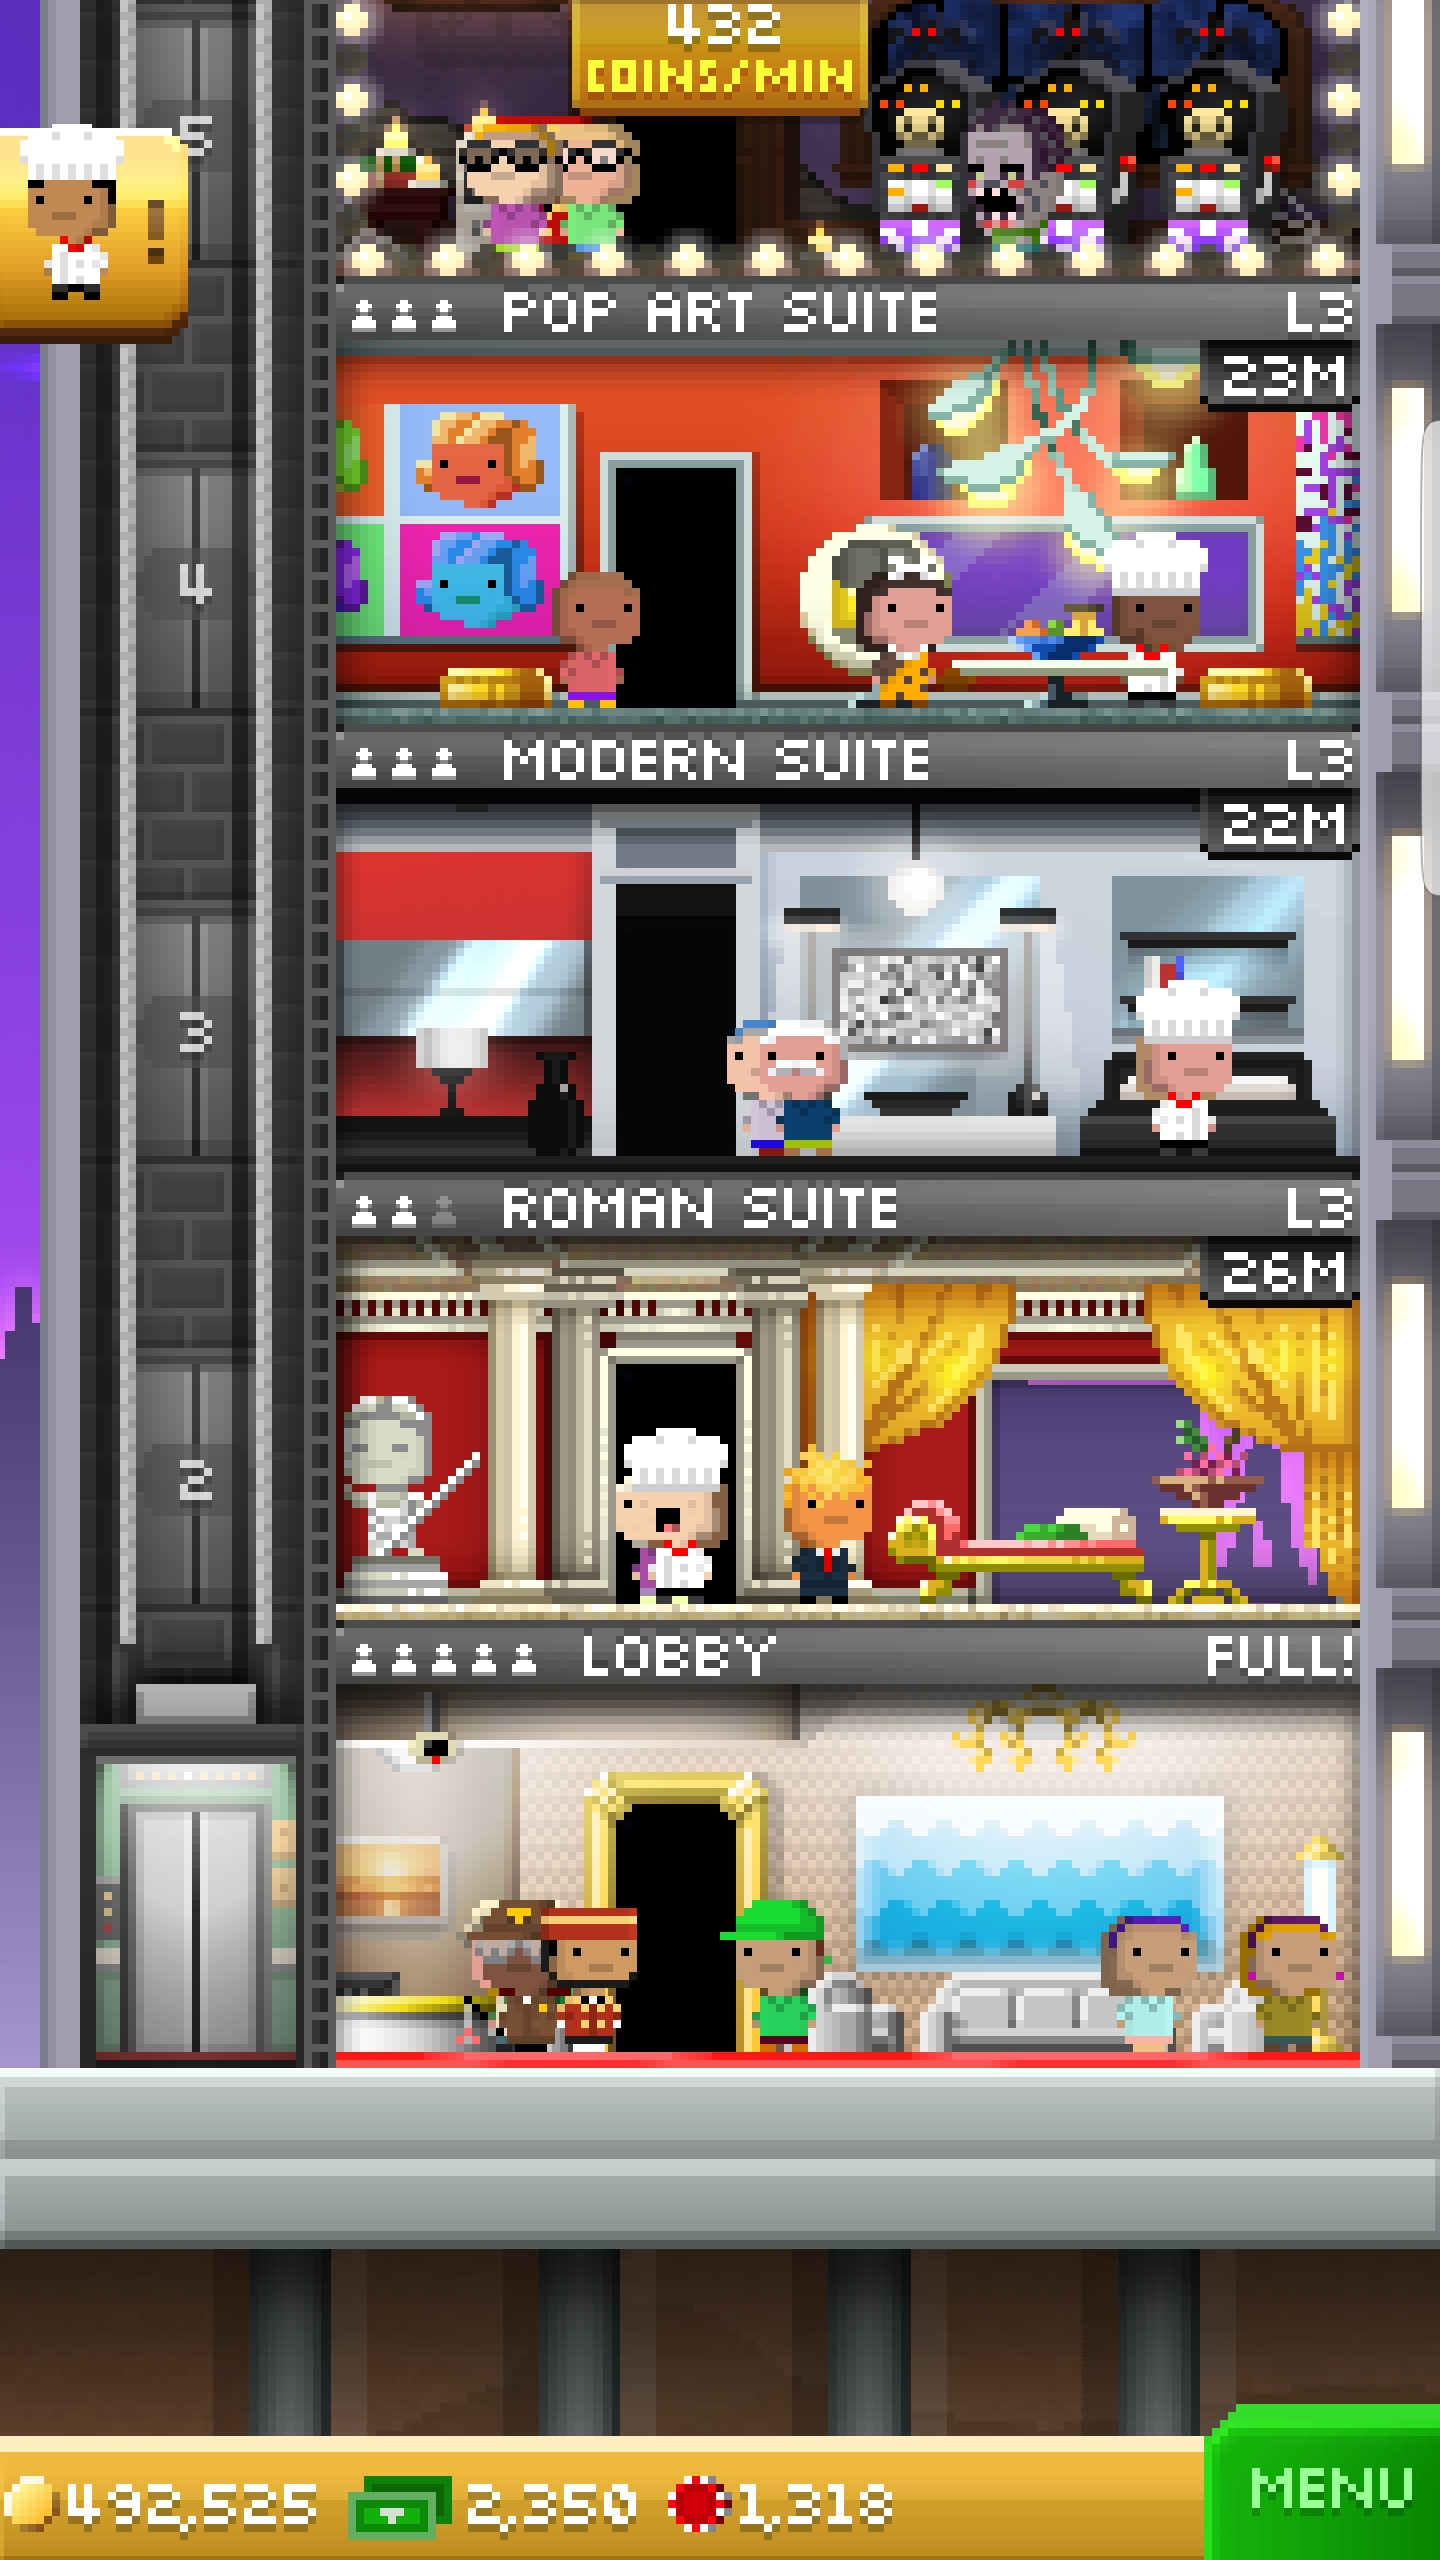 432
COINS/MIN
5
!
POP ART SUITE L3
23M
4
MODERN SUITE L3
22M
3
ROMAN SUITE L3
26M
2
LOBBY FULL!
492,525 2,350 1,318
MENU